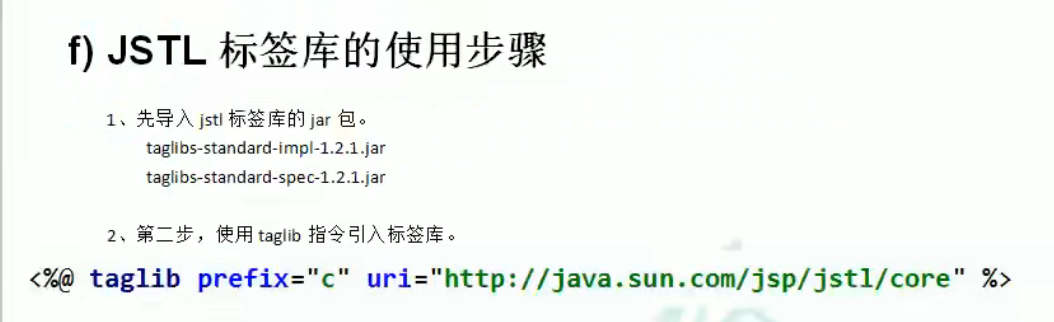 f) JSTL 标签库的使用步骤
1、先导入 jstl 标签库的 jar 包。
taglibs-standard-impl-1.2.1.jar
taglibs-standard-spec-1.2.1.jar
2、第二步，使用 taglib 指令引入标签库。
<%@ taglib prefix="c" uri="http://java.sun.com/jsp/jstl/core" %>